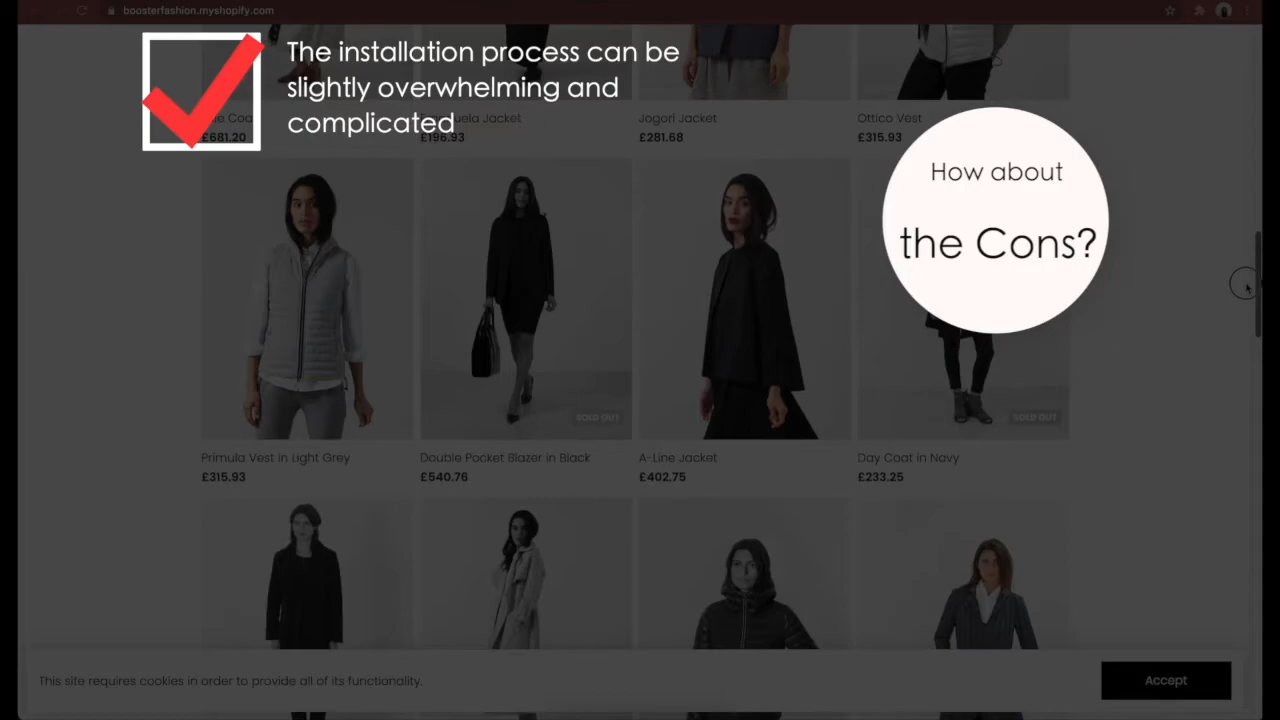 boosterfashion.myshopify.com
The installation process can be
slightly overwhelming and
complicated
Jacket
Jogori Jacket
Ottico Vest
£681.20
£196.93
£281.68
£315.93
How about
the Cons?
SOLD OUT
SOLD OUT
Primula Vest in Light Grey
Double Pocket Blazer in Black
A-Line Jacket
Day Coat in Navy
£315.93
£540.76
£402.75
£233.25
This site requires cookies in order to provide all of its functionality.
Accept